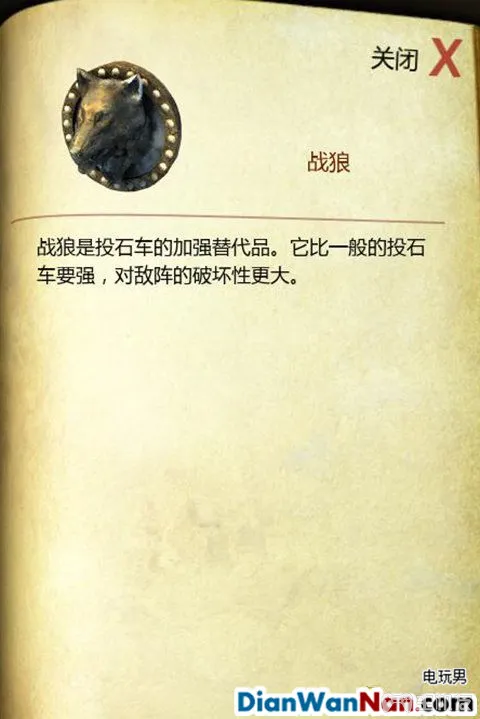 关闭 X
战狼
战狼是投石车的加强替代品。它比一般的投石
车要强，对敌阵的破坏性更大。
电玩男
DianWanNan.com